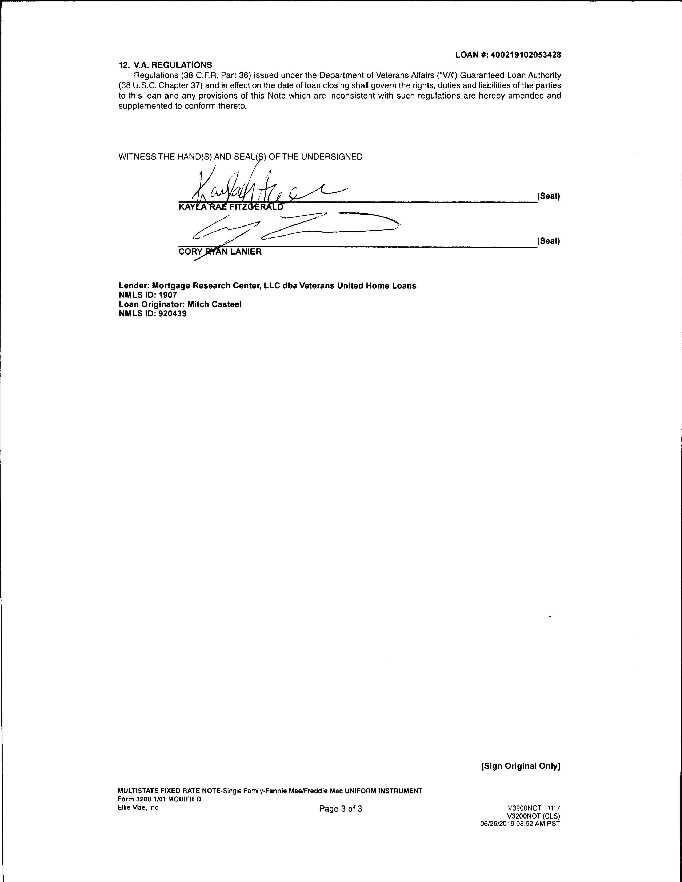 LOAN #: 400219102053428
12. V.A. REGULATIONS
Regulations (38 C.F.R. Part 36) issued under the Department of Veterans Affairs ("V.A.") Guaranteed Loan Authority
(38 U.S.C. Chapter 37) and in effect on the date of loan closing shall govern the rights, duties and liabilities of the parties
to this loan and any provisions of this Note which are inconsistent with such regulations are hereby amended and
supplemented to conform thereto.
WITNESS THE HAND(S) AND SEAL(S) OF THE UNDERSIGNED
(Seal)
KAYLA RAE FITZGERALD
(Seal)
CORY RYAN LANIER
Lender: Mortgage Research Center, LLC dba Veterans United Home Loans
NMLS ID: 1907
Loan Originator: Mitch Casteel
NMLS ID: 920439
[Sign Original Only]
MULTISTATE FIXED RATE NOTE-Single Family-Fannie Mae/Freddie Mac UNIFORM INSTRUMENT
Form 3200 1/01 MODIFIED
Ellie Mae, Inc.
Page 3 of 3
V3200NOT
V3200NOT (CLS)
AM PST